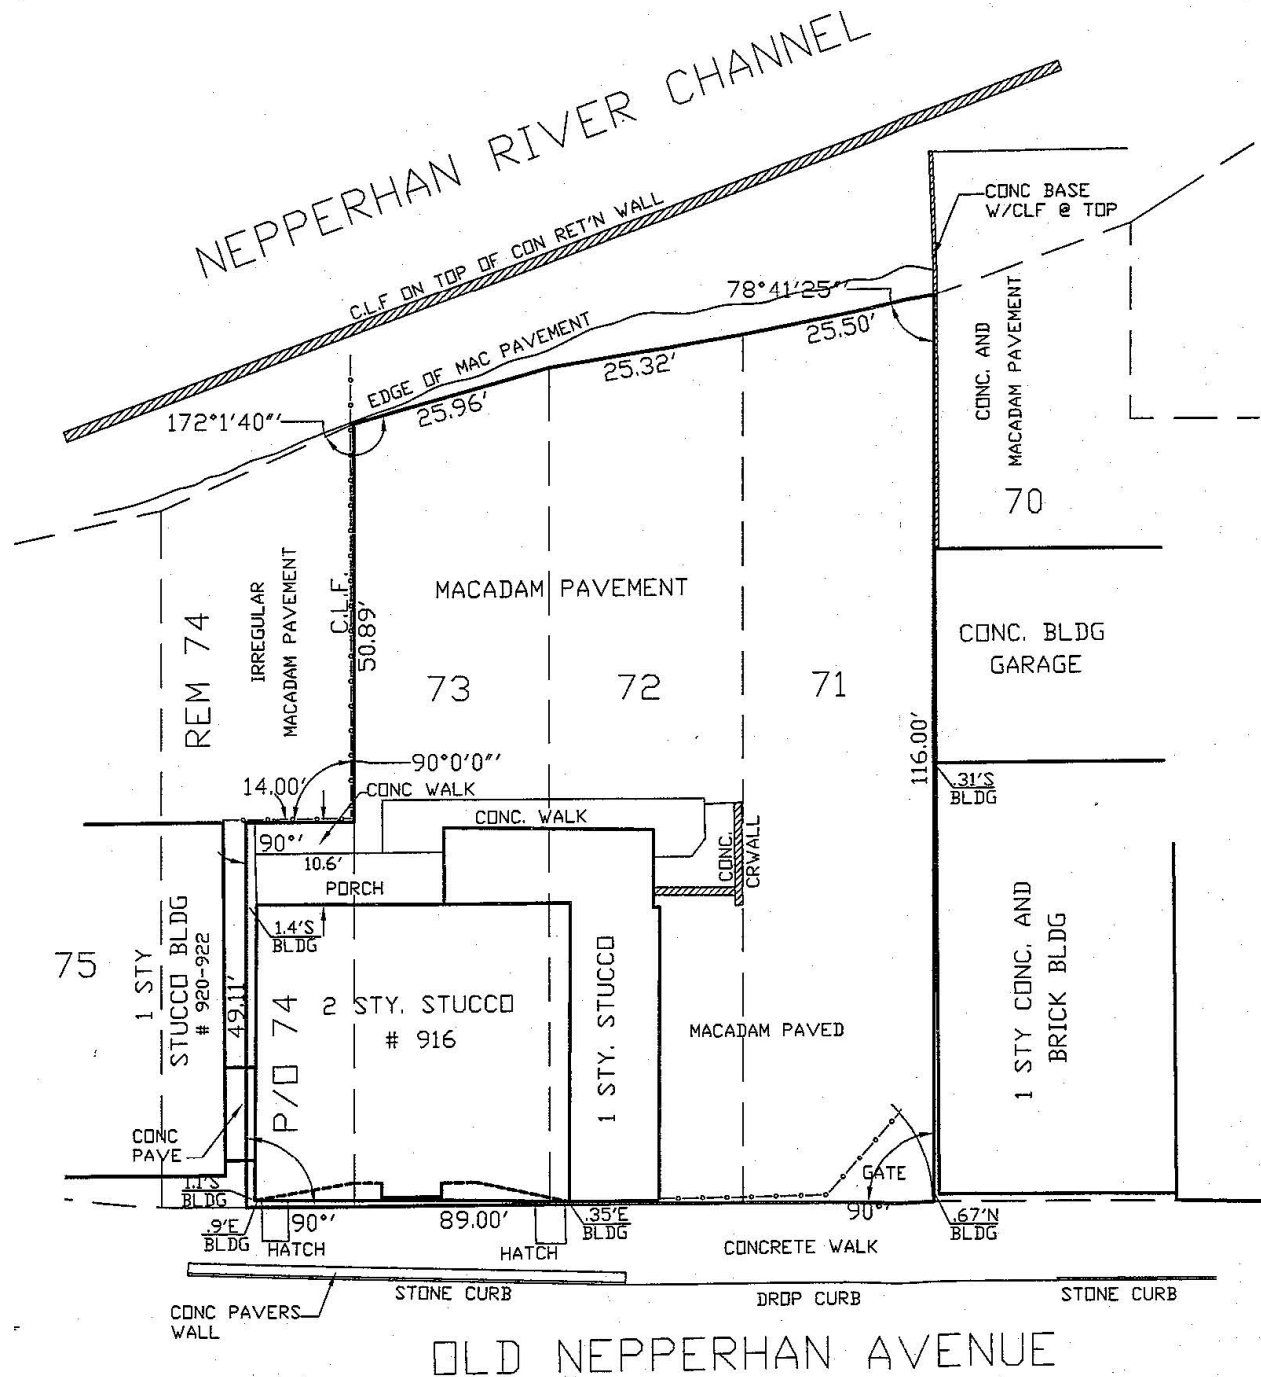 NEPPERHAN RIVER CHANNEL
C.L.F ON TOP OF CON RET'N WALL
CONC BASE
W/CLF @ TOP
78°41'25"
EDGE OF MAC PAVEMENT
25.50'
25.32'
25.96'
172°1'40"'
CONC. AND
MACADAM PAVEMENT
70
MACADAM PAVEMENT
C.L.F.
50.89'
IRREGULAR
MACADAM PAVEMENT
REM 74
CONC. BLDG
GARAGE
73
72
71
116.00'
90°0'0"'
14.00'
CONC WALK
.31'S
BLDG
CONC. WALK
90°'
10.6'
PORCH
CONC.
CRWALL
1.4'S
BLDG
75
1 STY
STUCCO BLDG
# 920-922
49.11'
P/O 74
2 STY. STUCCO
# 916
1 STY. STUCCO
MACADAM PAVED
1 STY CONC. AND
BRICK BLDG
CONC
PAVE
GATE
1.1'S
BLDG
.9'E
BLDG
90°'
89.00'
.35'E
BLDG
90°'
.67'N
BLDG
HATCH
HATCH
CONCRETE WALK
STONE CURB
DROP CURB
STONE CURB
CONC PAVERS
WALL
OLD NEPPERHAN AVENUE